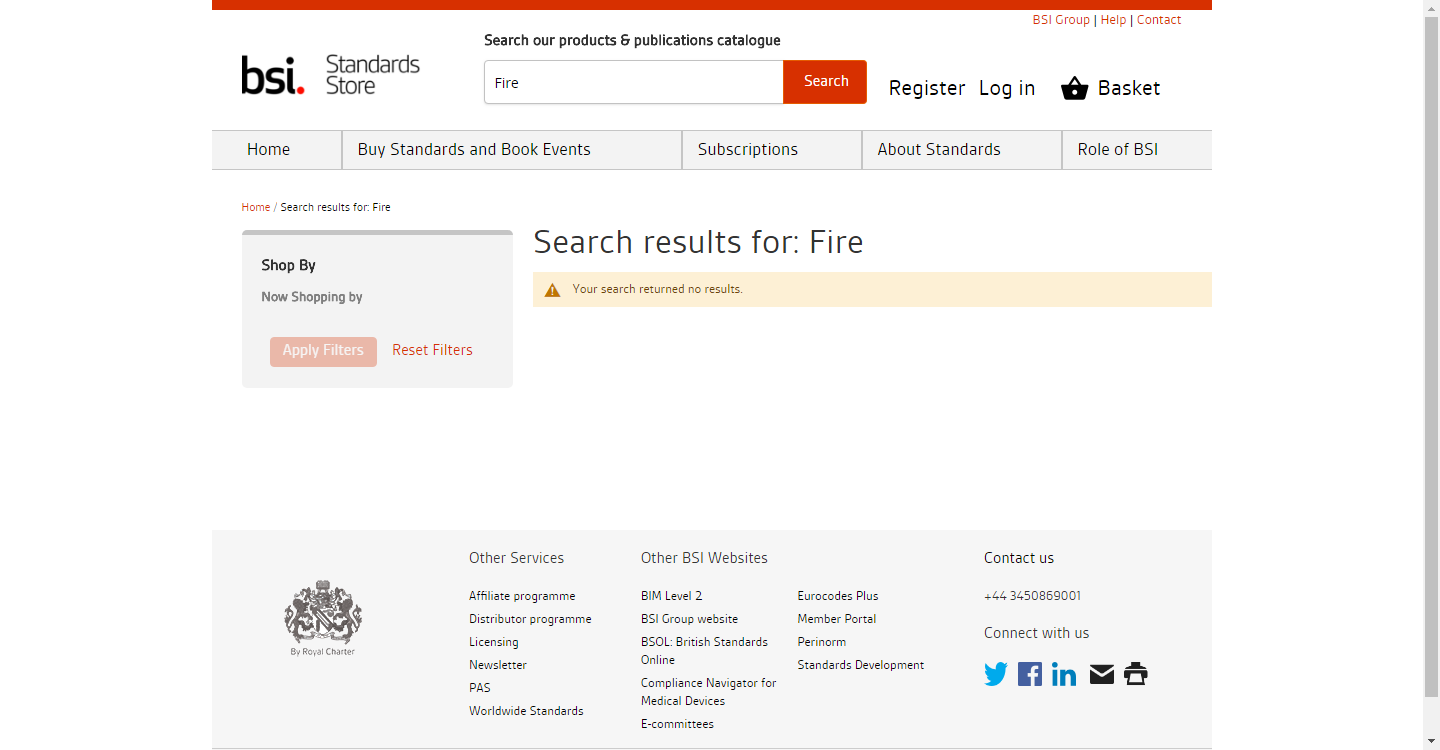 BSI Group | Help | Contact
Search our products & publications catalogue
bsi. Standards Store
Fire
Search
Register
Log in
Basket
Home
Buy Standards and Book Events
Subscriptions
About Standards
Role of BSI
Home / Search results for: Fire
Shop By
Now Shopping by
Apply Filters
Reset Filters
Search results for: Fire
Your search returned no results.
By Royal Charter
Other Services
Affiliate programme
Distributor programme
Licensing
Newsletter
PAS
Worldwide Standards
Other BSI Websites
BIM Level 2
BSI Group website
BSOL: British Standards
Online
Compliance Navigator for
Medical Devices
E-committees
Eurocodes Plus
Member Portal
Perinorm
Standards Development
Contact us
+44 3450869001
Connect with us